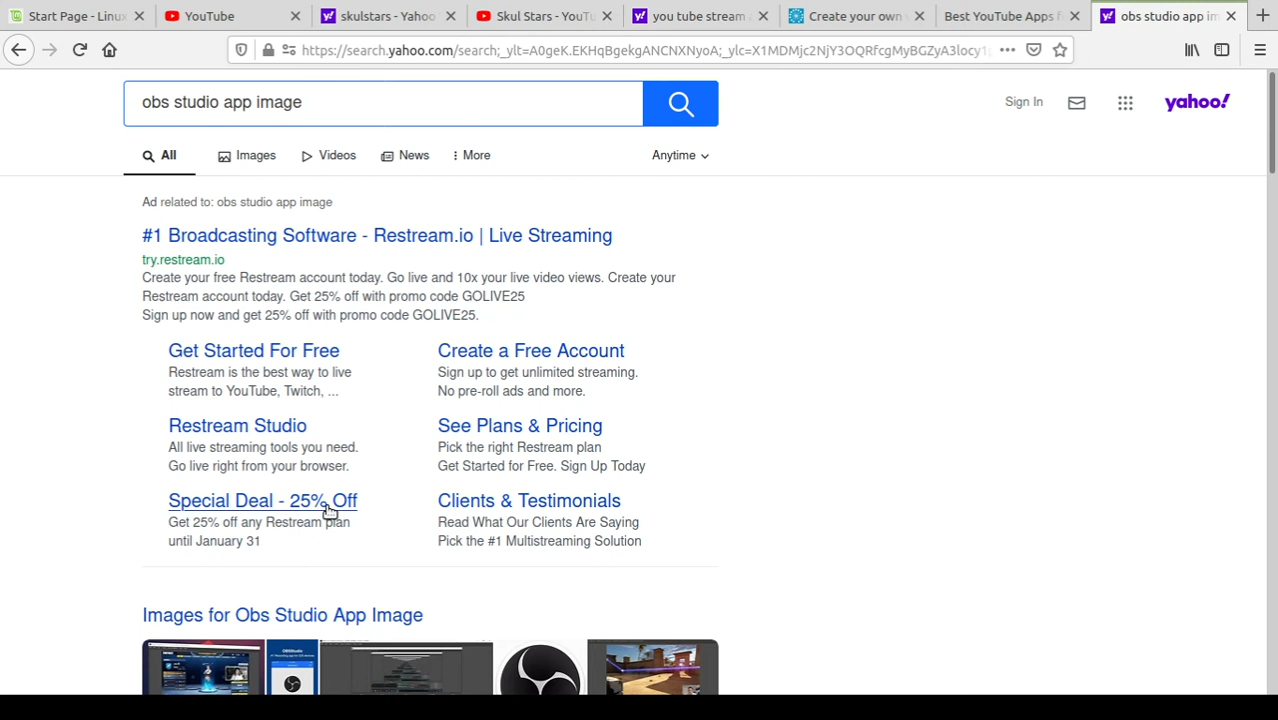 Start Page - Linux
YouTube
skulstars - Yahoo
Skul Stars - YouT
you tube stream
Create your own
Best YouTube Apps f
obs studio app im
https://search.yahoo.com/search;_ylt=A0geK.EKHqBgekgANCNXNyoA;_ylc=X1MDMjc2NjY3OQRfcgMyBGZyA3locy1
obs studio app image
Sign In
yahoo!
All
Images
Videos
News
More
Anytime
Ad related to: obs studio app image
#1 Broadcasting Software - Restream.io | Live Streaming
try.restream.io
Create your free Restream account today. Go live and 10x your live video views. Create your
Restream account today. Get 25% off with promo code GOLIVE25
Sign up now and get 25% off with promo code GOLIVE25.
Get Started For Free
Restream is the best way to live
stream to YouTube, Twitch, ...
Create a Free Account
Sign up to get unlimited streaming.
No pre-roll ads and more.
Restream Studio
All live streaming tools you need.
Go live right from your browser.
See Plans & Pricing
Pick the right Restream plan
Get Started for Free. Sign Up Today
Special Deal - 25% Off
Get 25% off any Restream plan
until January 31
Clients & Testimonials
Read What Our Clients Are Saying
Pick the #1 Multistreaming Solution
Images for Obs Studio App Image